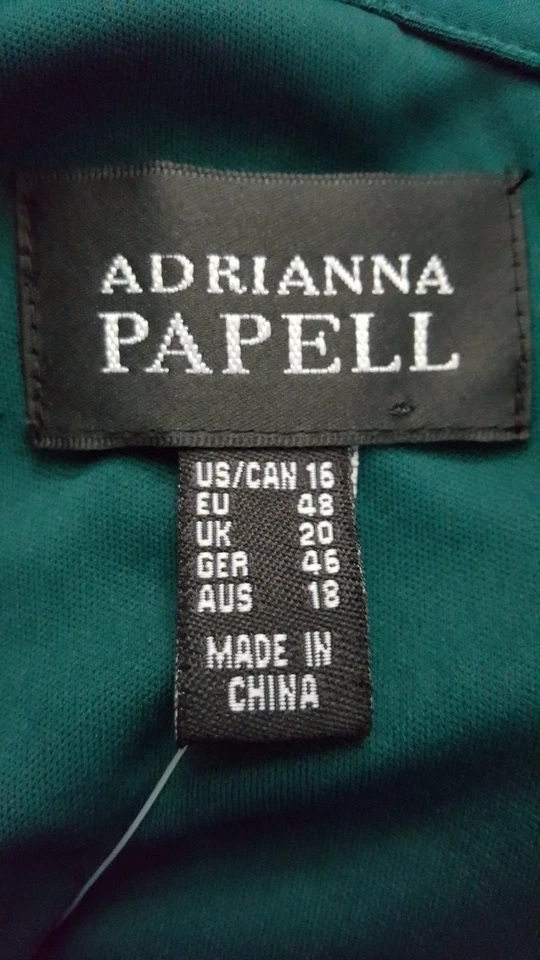 ADRIANNA
PAPELL
US/CAN 16
EU 48
UK 20
GER 46
AUS 18
MADE IN
CHINA